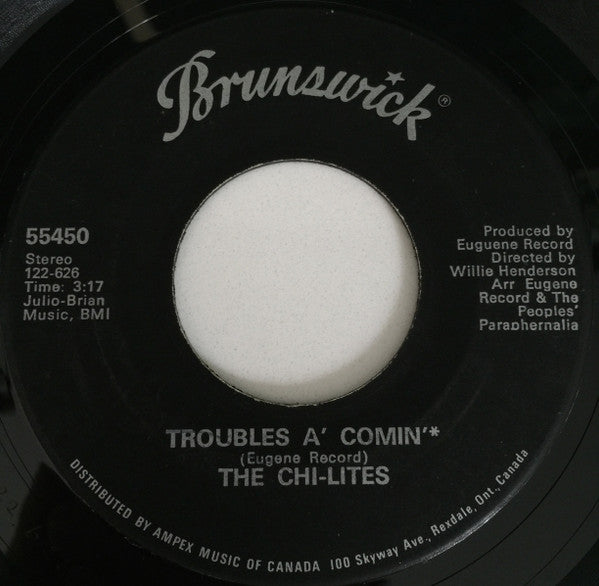 Brunswick®
55450
Stereo
122-626
Time: 3:17
Julio-Brian
Music, BMI
Produced by
Euguene Record
Directed by
Willie Henderson
Arr Eugene
Record & The
Peoples'
Paraphernalia
TROUBLES A' COMIN'*
(Eugene Record)
THE CHI-LITES
DISTRIBUTED BY AMPEX MUSIC OF CANADA 100 Skyway Ave., Rexdale, Ont., Canada